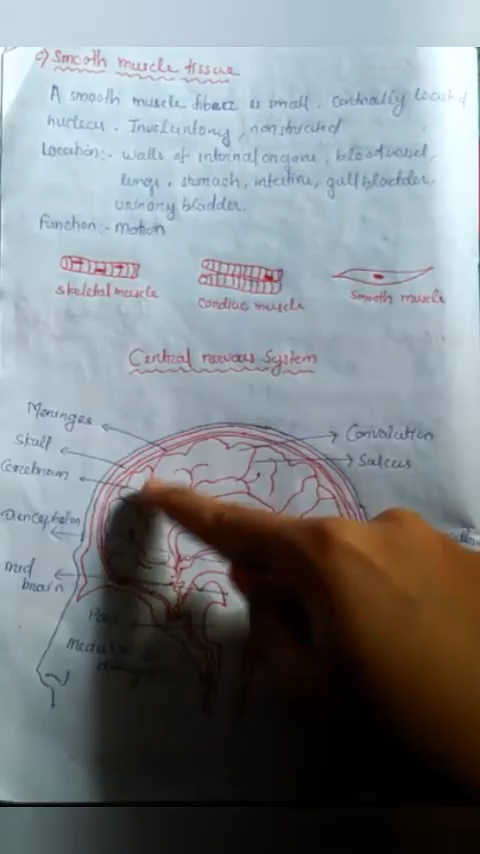 c) Smooth muscle tissue
A smooth muscle fiber is small, centrally located
nucleus. Involuntony, nonstriated
Location:- walls of internal organs, blood vessel,
lungs, stomach, intestine, gall bladder,
urinary bladder.
Function:- Motion
Skeletal muscle
Cardiac muscle
Smooth muscle
Central nervous System
Meninges
Convolution
Skull
Sulcus
Cerebrum
Diencephalon
mid
brain
Pons